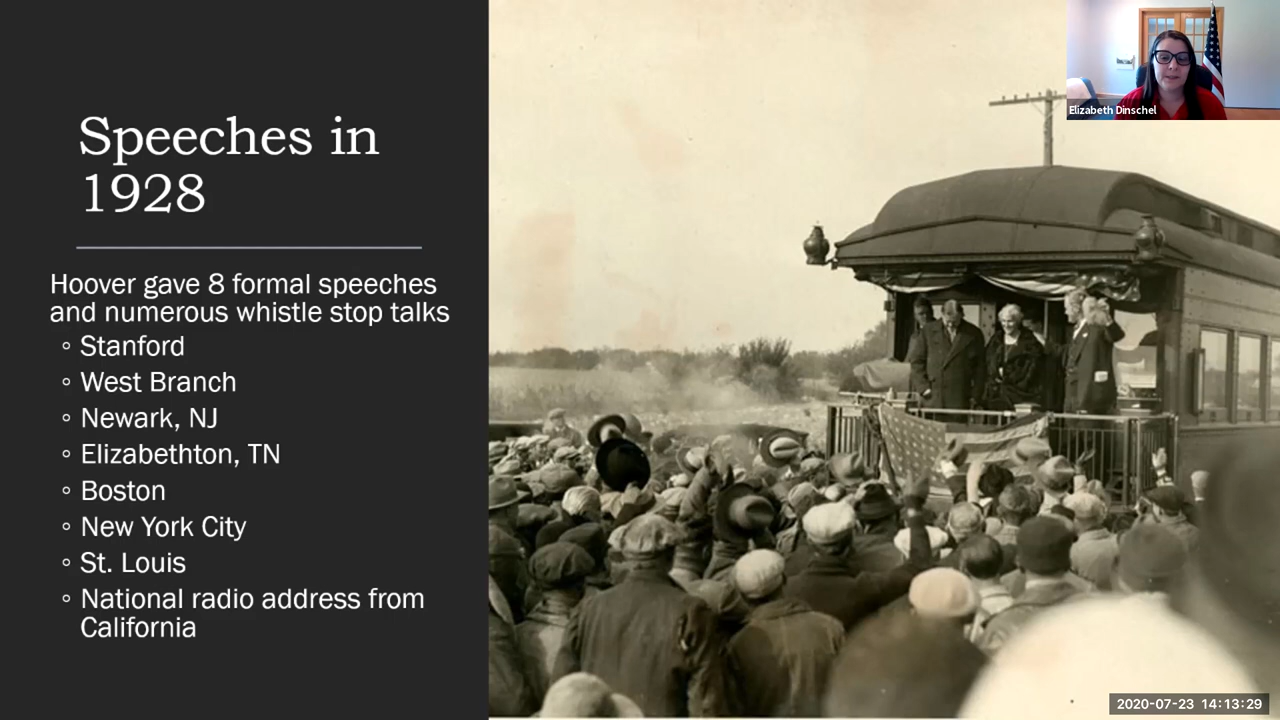 Speeches in
1928
Hoover gave 8 formal speeches
and numerous whistle stop talks
◦ Stanford
◦ West Branch
◦ Newark, NJ
◦ Elizabethton, TN
◦ Boston
◦ New York City
◦ St. Louis
◦ National radio address from
California
Elizabeth Dinschel
2020-07-23 14:13:29